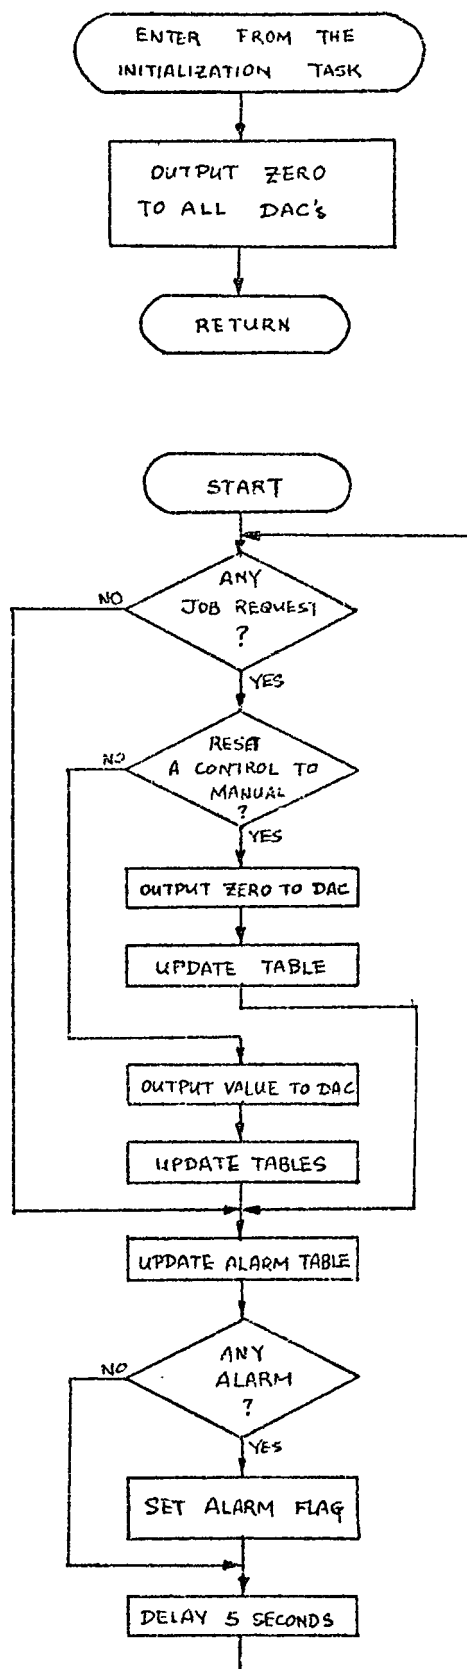 ENTER FROM THE
INITIALIZATION TASK
OUTPUT ZERO
TO ALL DAC's
RETURN
START
ANY
JOB REQUEST
?
NO
YES
RESET
A CONTROL TO
MANUAL
?
NO
YES
OUTPUT ZERO TO DAC
UPDATE TABLE
OUTPUT VALUE TO DAC
UPDATE TABLES
UPDATE ALARM TABLE
ANY
ALARM
?
NO
YES
SET ALARM FLAG
DELAY 5 SECONDS